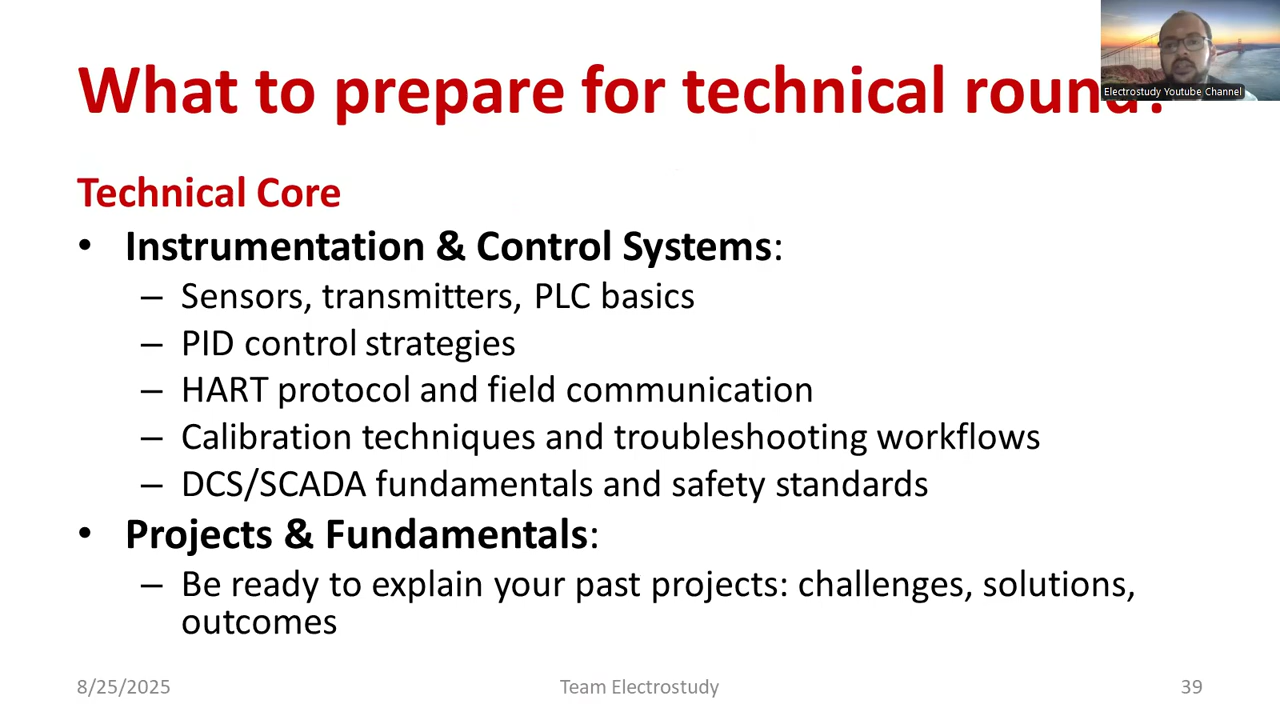 What to prepare for technical round?
Electrostudy Youtube Channel
Technical Core
• Instrumentation & Control Systems:
– Sensors, transmitters, PLC basics
– PID control strategies
– HART protocol and field communication
– Calibration techniques and troubleshooting workflows
– DCS/SCADA fundamentals and safety standards
• Projects & Fundamentals:
– Be ready to explain your past projects: challenges, solutions,
outcomes
8/25/2025
Team Electrostudy
39